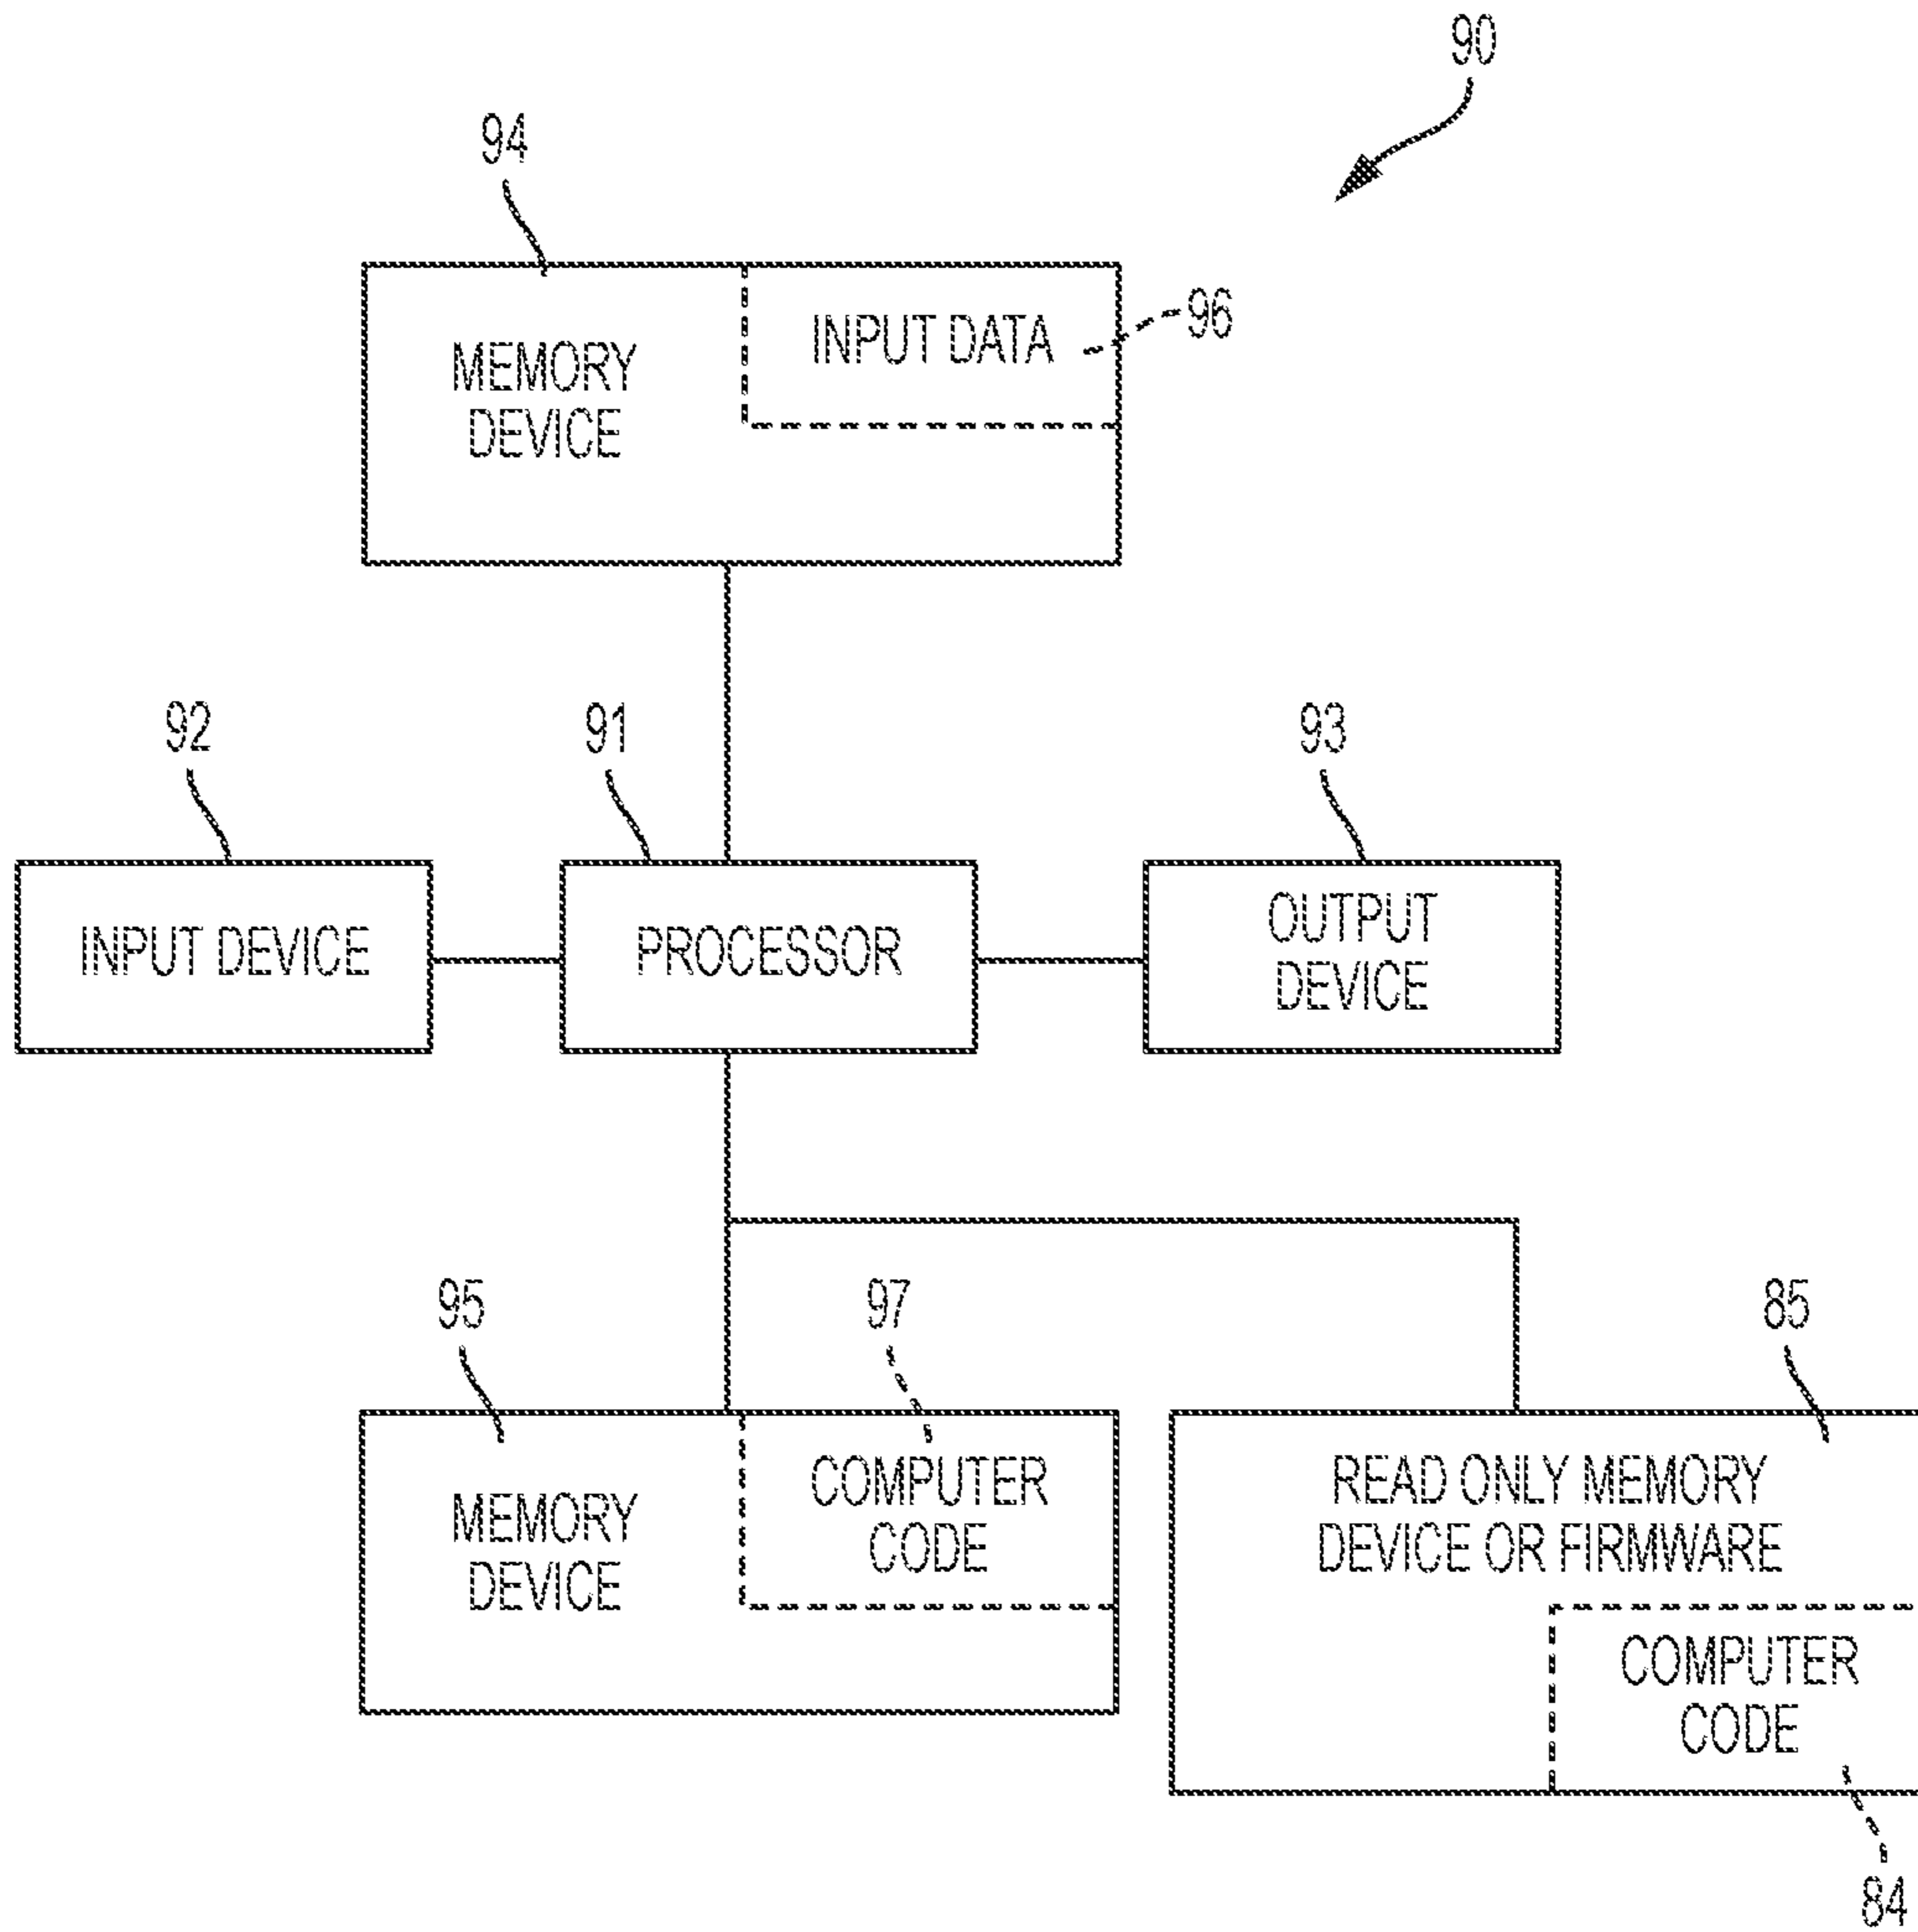 90
94
INPUT DATA
96
MEMORY
DEVICE
92
91
93
INPUT DEVICE
PROCESSOR
OUTPUT
DEVICE
95
97
85
MEMORY
DEVICE
COMPUTER
CODE
READ ONLY MEMORY
DEVICE OR FIRMWARE
COMPUTER
CODE
84